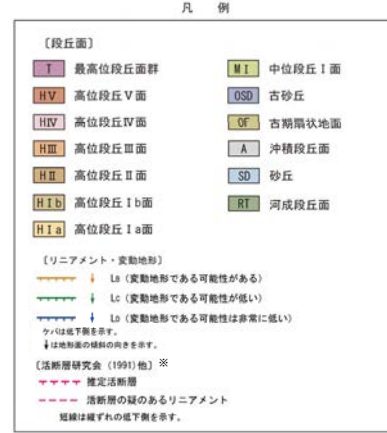 凡 例
〔段丘面〕
T 最高位段丘面群
HⅤ 高位段丘Ⅴ面
HⅣ 高位段丘Ⅳ面
HⅢ 高位段丘Ⅲ面
HⅡ 高位段丘Ⅱ面
HⅠb 高位段丘Ⅰb面
HⅠa 高位段丘Ⅰa面
MⅠ 中位段丘Ⅰ面
OSD 古砂丘
OF 古期扇状地面
A 沖積段丘面
SD 砂丘
RT 河成段丘面
〔リニアメント・変動地形〕
LB (変動地形である可能性がある)
LC (変動地形である可能性が低い)
LD (変動地形である可能性は非常に低い)
ケバは低下側を示す。
↓は地形面の傾斜の向きを示す。
〔活断層研究会(1991)他〕※
推定活断層
活断層の疑のあるリニアメント
短線は縦ずれの低下側を示す。